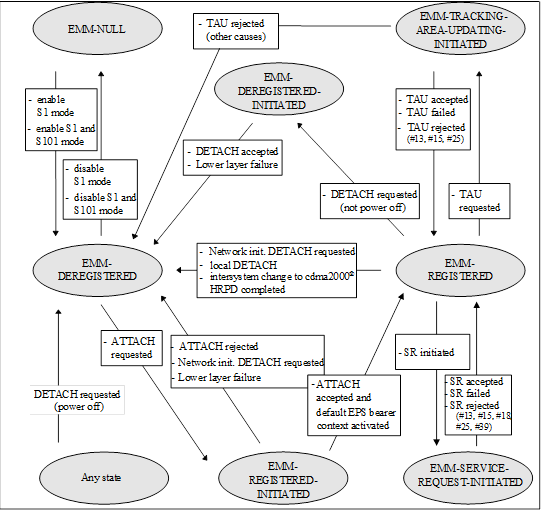 EMM-NULL
- TAU rejected
(other causes)
EMM-TRACKING-
AREA-UPDATING-
INITIATED
EMM-
DEREGISTERED-
INITIATED
- enable
S1 mode
- enable S1 and
S101 mode
- TAU accepted
- TAU failed
- TAU rejected
(#13, #15, #25)
- DETACH accepted
- Lower layer failure
- disable
S1 mode
- disable S1 and
S101 mode
- DETACH requested
(not power off)
- TAU
requested
EMM-
DEREGISTERED
- Network init. DETACH requested
- local DETACH
- intersystem change to cdma2000®
HRPD completed
EMM-
REGISTERED
- ATTACH
requested
- ATTACH rejected
- Network init. DETACH requested
- Lower layer failure
- SR initiated
DETACH requested
(power off)
- ATTACH
accepted and
default EPS bearer
context activated
- SR accepted
- SR failed
- SR rejected
(#13, #15, #18,
#25, #39)
Any state
EMM-
REGISTERED-
INITIATED
EMM-SERVICE-
REQUEST-INITIATED